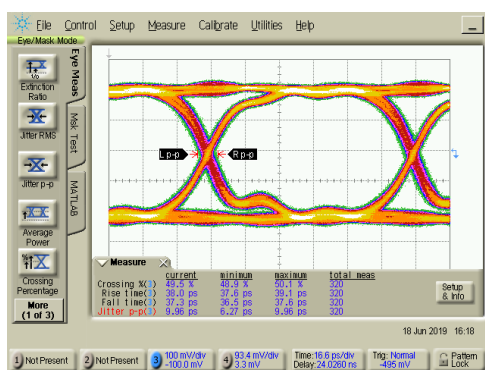 File Control Setup Measure Calibrate Utilities Help
Eye/Mask Mode
Extinction
Ratio
Jitter RMS
Jitter p-p
Average
Power
Crossing
Percentage
More
(1 of 3)
Eye Meas
Msk Test
MATLAB
L p-p
R p-p
Measure
current minimum maximum total meas
Crossing %(3) 49.5 % 48.9 % 50.1 % 320
Rise time(3) 38.0 ps 37.6 ps 39.1 ps 320
Fall time(3) 37.3 ps 36.5 ps 37.6 ps 320
Jitter p-p(3) 9.96 ps 6.27 ps 9.96 ps 320
Setup
& Info
18 Jun 2019 16:18
1 Not Present
2 Not Present
3 100 mV/div
-100.0 mV
4 93.4 mV/div
3.3 mV
Time:16.6 ps/div
Delay:24.0260 ns
Trig: Normal
-495 mV
Pattern
Lock